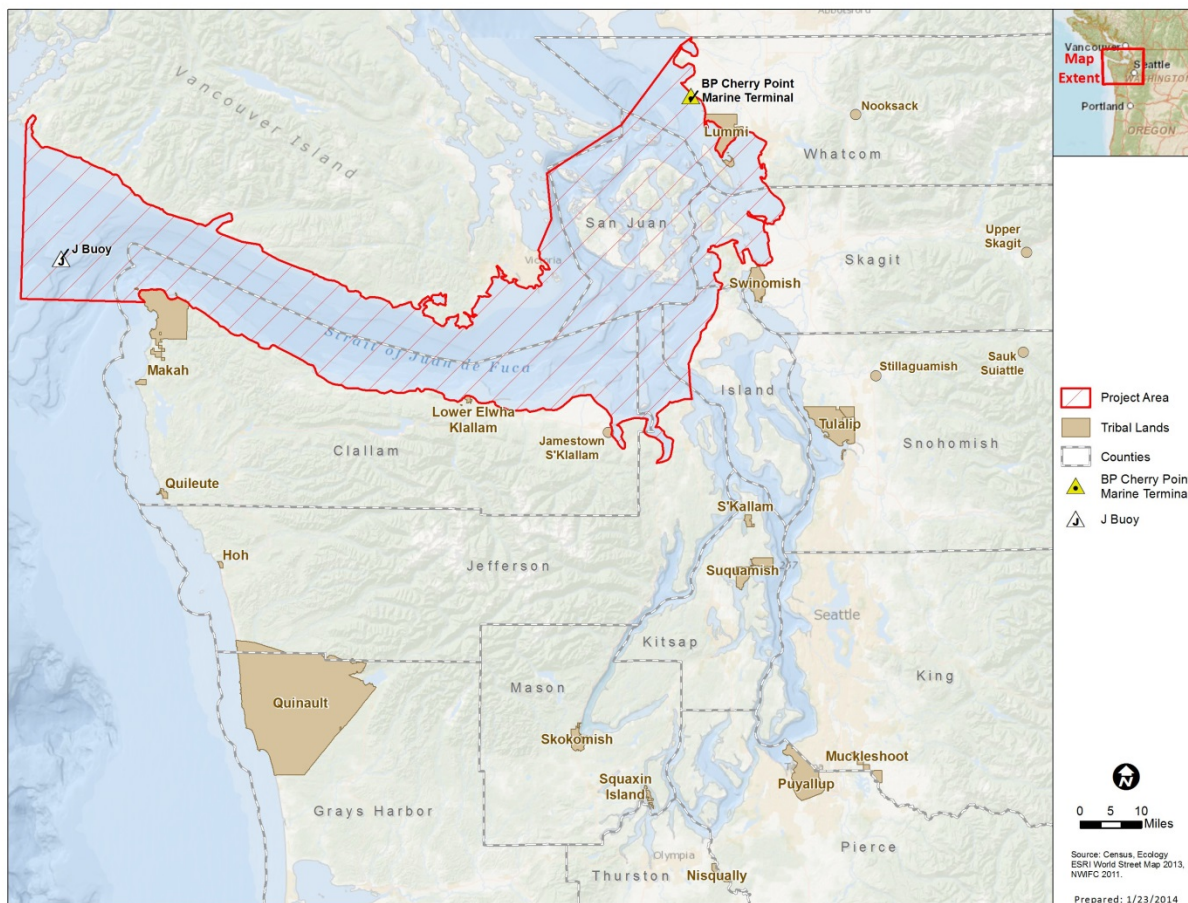 Abbotsford
Vancouver Island
BP Cherry Point
Marine Terminal
Nooksack
Lummi
Whatcom
San Juan
Upper
Skagit
J Buoy
J
Victoria
Skagit
Swinomish
Strait of Juan de Fuca
Makah
Island
Stillaguamish
Sauk
Suiattle
Lower Elwha
Klallam
Tulalip
Jamestown
S'Klallam
Clallam
Snohomish
Quileute
S'Kallam
Hoh
Jefferson
Suquamish
Seattle
Kitsap
King
Mason
Quinault
Skokomish
Muckleshoot
Squaxin
Island
Puyallup
Grays Harbor
Pierce
Olympia
Thurston
Nisqually
Vancouver
Map
Extent
Seattle
WASHINGTON
Portland
OREGON
Project Area
Tribal Lands
Counties
BP Cherry Point
Marine Terminal
J
J Buoy
N
0 5 10
Miles
Source: Census, Ecology
ESRI World Street Map 2013,
NWIFC 2011.
Prepared: 1/23/2014